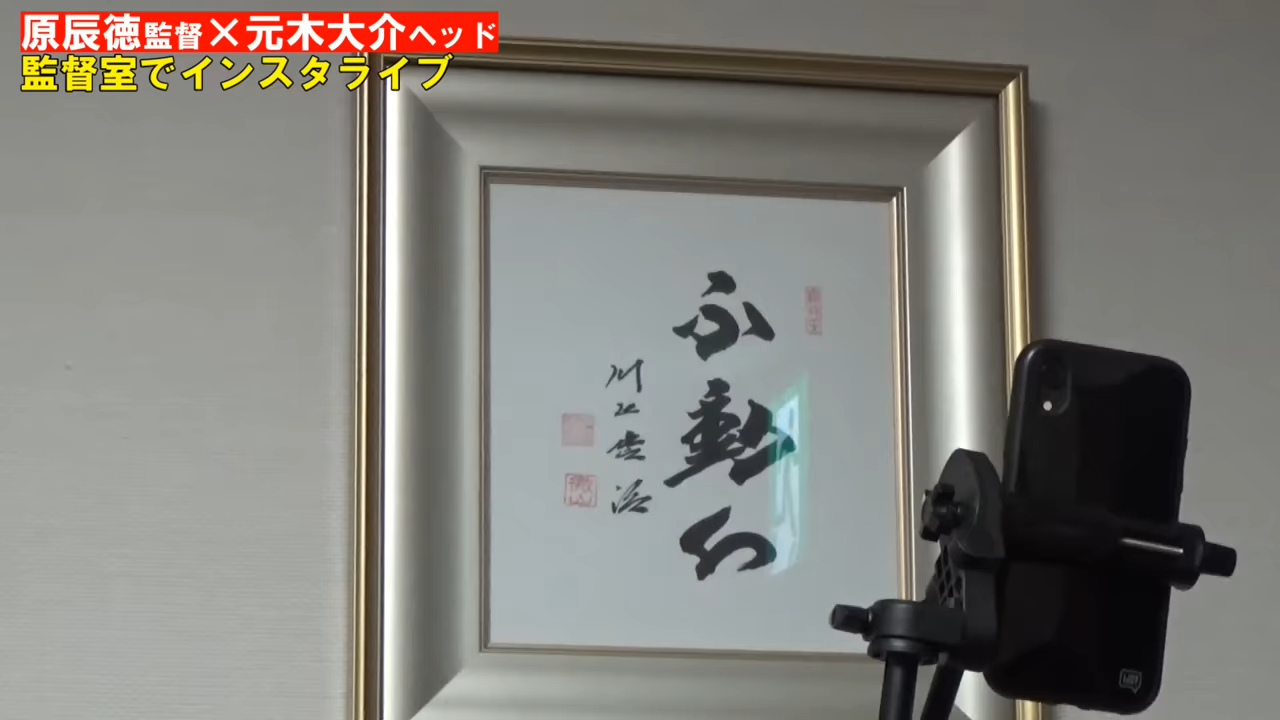 原辰徳監督×元木大介ヘッド
監督室でインスタライブ
不動心
川上哲治